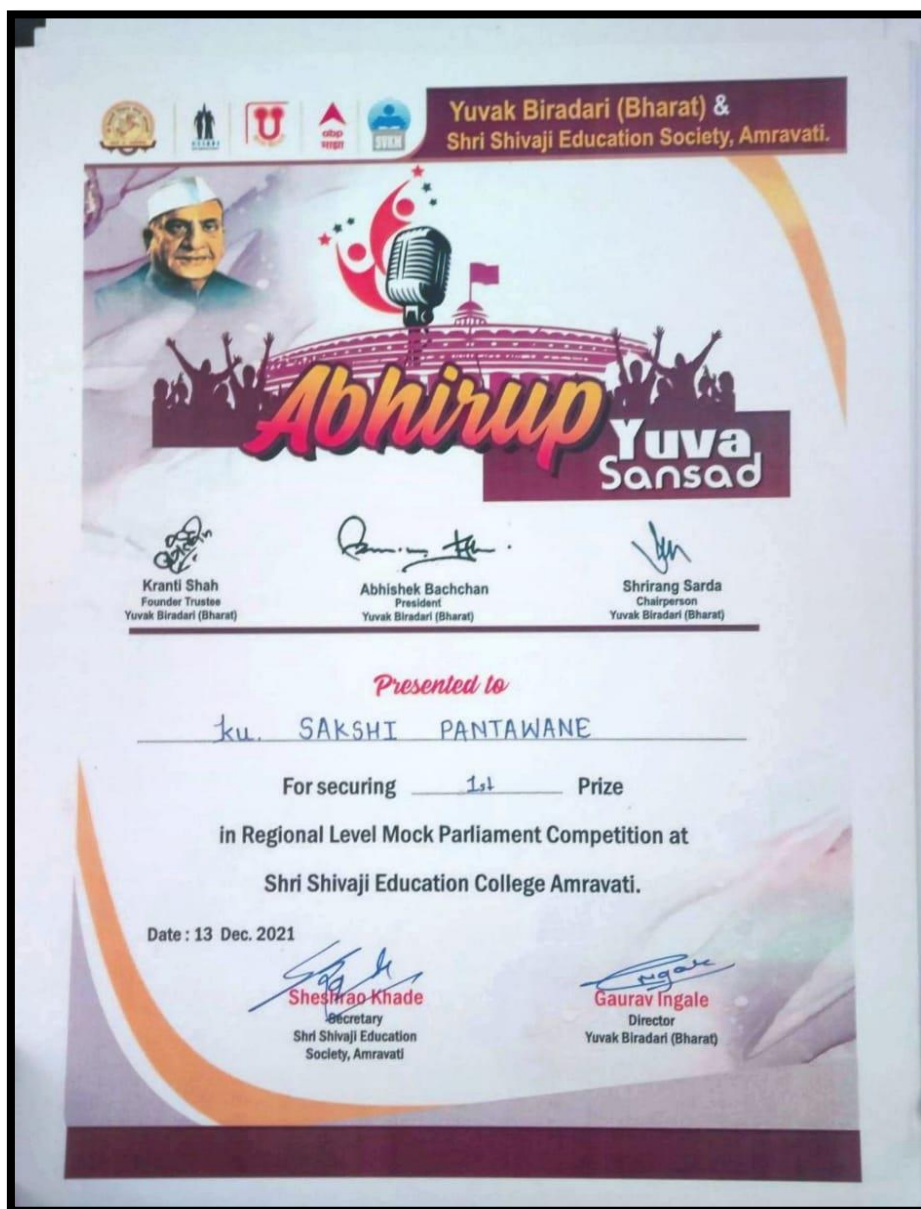 Yuvak Biradari (Bharat) &
Shri Shivaji Education Society, Amravati.
abp
माझा
SVKM
Abhirup
Yuva
Sansad
Kranti Shah
Founder Trustee
Yuvak Biradari (Bharat)
Abhishek Bachchan
President
Yuvak Biradari (Bharat)
Shrirang Sarda
Chairperson
Yuvak Biradari (Bharat)
Presented to
Ku. SAKSHI PANTAWANE
For securing 1st Prize
in Regional Level Mock Parliament Competition at
Shri Shivaji Education College Amravati.
Date : 13 Dec. 2021
Sheshrao Khade
Secretary
Shri Shivaji Education
Society, Amravati
Gaurav Ingale
Director
Yuvak Biradari (Bharat)